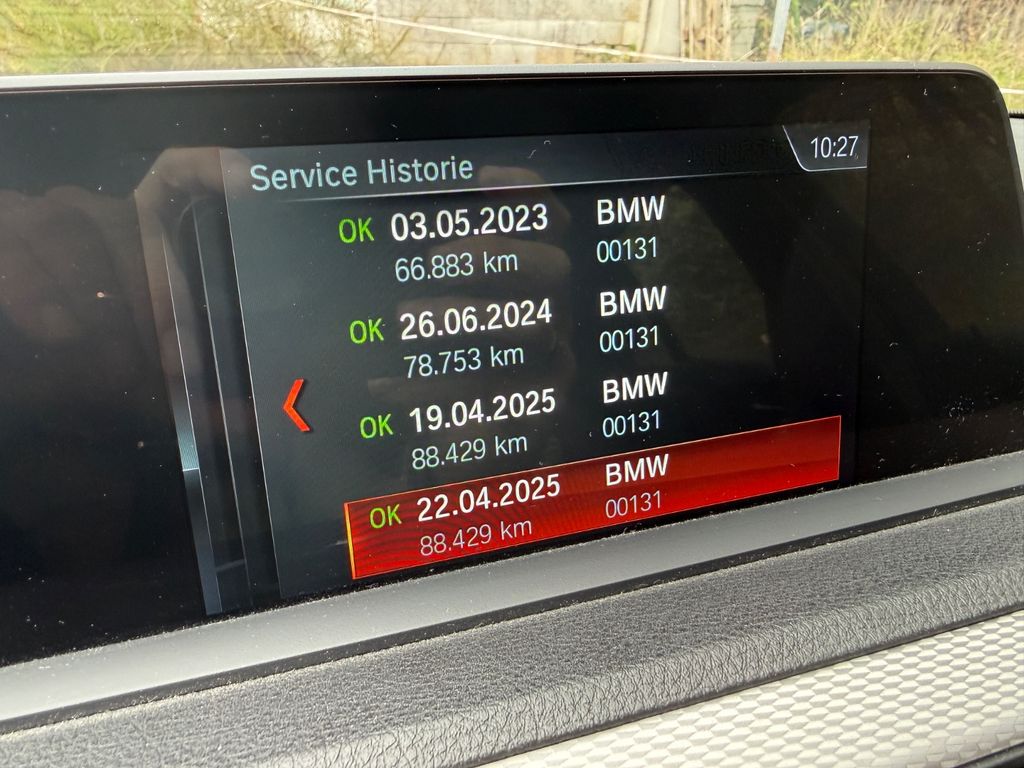 Service Historie
10:27
OK 03.05.2023 BMW
66.883 km 00131
OK 26.06.2024 BMW
78.753 km 00131
OK 19.04.2025 BMW
88.429 km 00131
OK 22.04.2025 BMW
88.429 km 00131